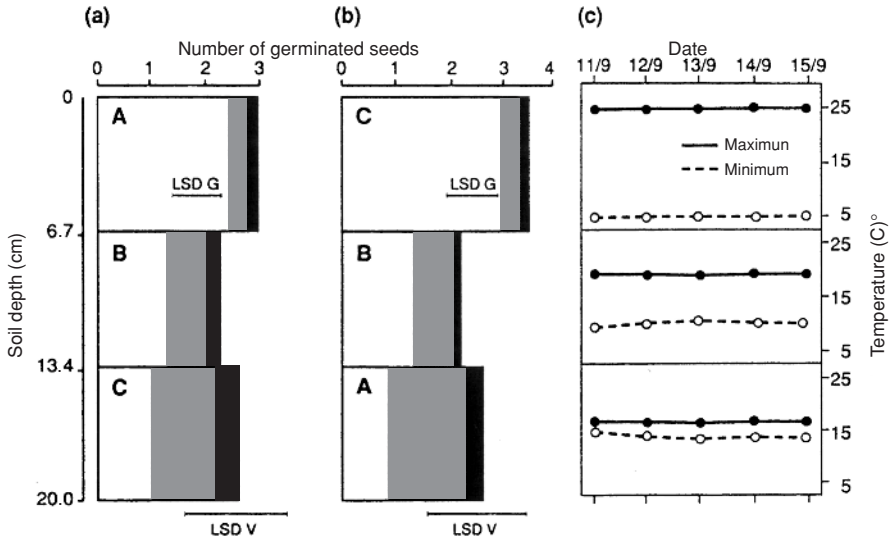 (a) (b) (c)
Number of germinated seeds
Date
0 1 2 3
0 1 2 3 4
11/9 12/9 13/9 14/9 15/9
Soil depth (cm)
0
6.7
13.4
20.0
A
LSD G
B
C
LSD V
C
LSD G
B
A
LSD V
Maximun
Minimum
25
15
5
25
15
5
25
15
5
Temperature (C)°